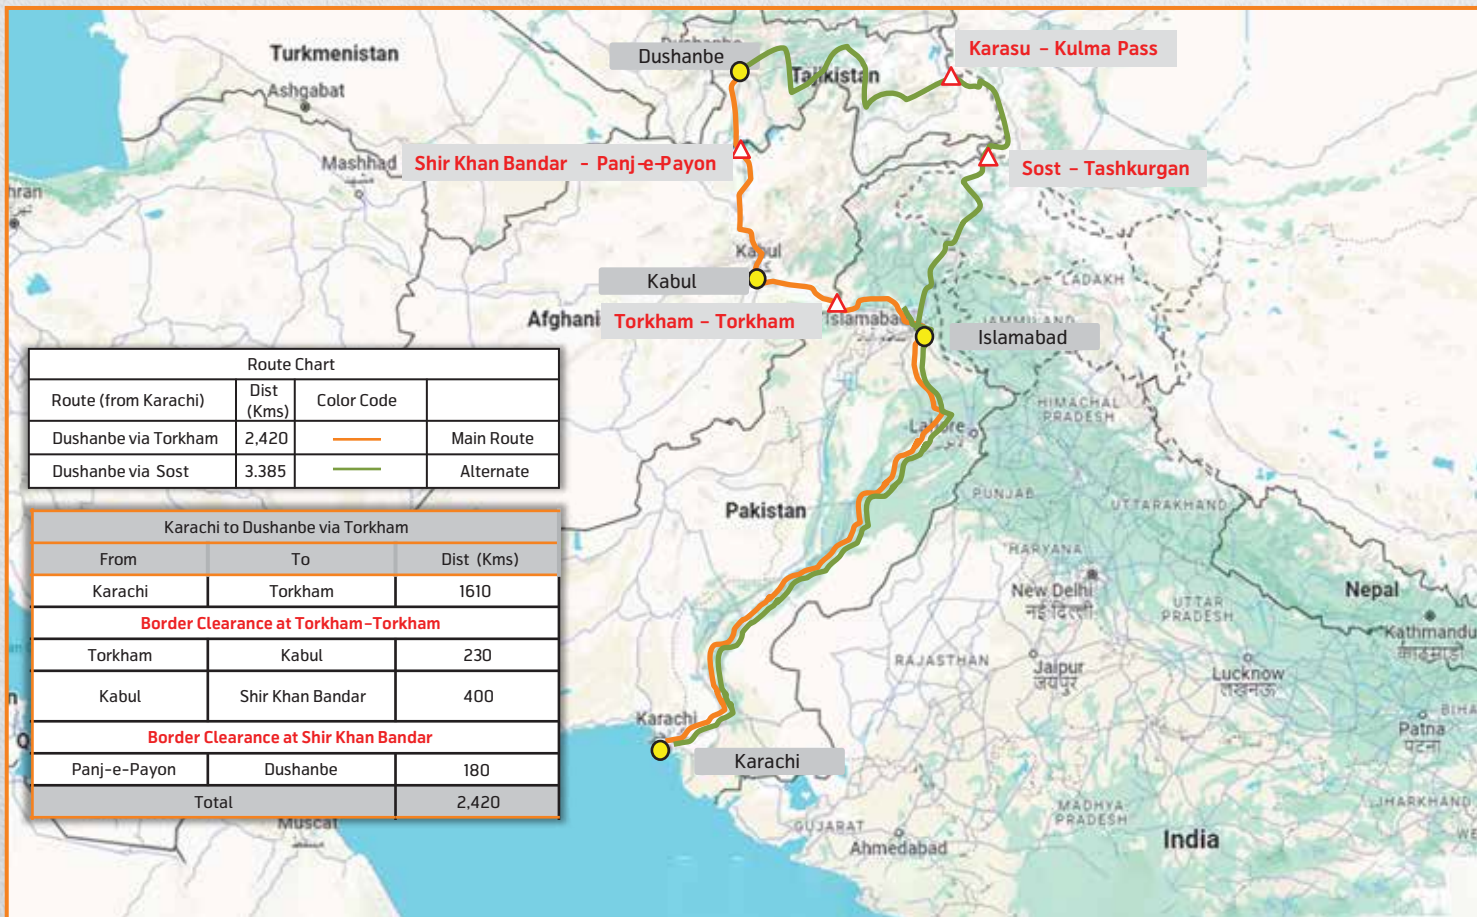 Turkmenistan
Ashgabat
Dushanbe
Tajikistan
Karasu – Kulma Pass
Mashhad
Shir Khan Bandar - Panj-e-Payon
Sost – Tashkurgan
Kabul
Kabul
LADAKH
Torkham – Torkham
Islamabad
Islamabad
HIMACHAL
PRADESH
Lahore
Route Chart
Route (from Karachi) Dist (Kms) Color Code
Dushanbe via Torkham 2,420 Main Route
Dushanbe via Sost 3.385 Alternate
PUNJAB
UTTARAKHAND
Pakistan
Karachi to Dushanbe via Torkham
From To Dist (Kms)
Karachi Torkham 1610
Border Clearance at Torkham-Torkham
Torkham Kabul 230
Kabul Shir Khan Bandar 400
Border Clearance at Shir Khan Bandar
Panj-e-Payon Dushanbe 180
Total 2,420
HARYANA
New Delhi
नई दिल्ली
Nepal
UTTAR
PRADESH
Kathmandu
काठमाडौं
RAJASTHAN
Jaipur
जयपुर
Lucknow
लखनऊ
Karachi
Karachi
Patna
पटना
MADHYA
PRADESH
JHARKHAND
Muscat
GUJARAT
Ahmedabad
India